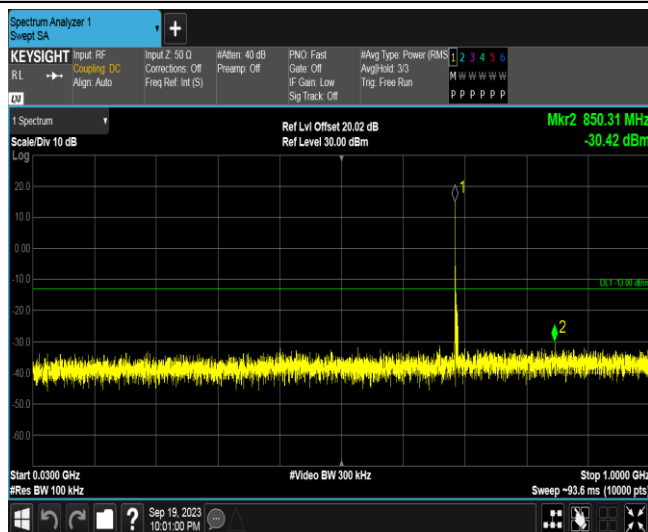 Spectrum Analyzer 1
Swept SA
+
KEYSIGHT
RL
LXI
Input: RF
Coupling: DC
Align: Auto
Input Z: 50 Ω
Corrections: Off
Freq Ref: Int (S)
#Atten: 40 dB
Preamp: Off
PNO: Fast
Gate: Off
IF Gain: Low
Sig Track: Off
#Avg Type: Power (RMS
Avg|Hold: 3/3
Trig: Free Run
1 2 3 4 5 6
M W W W W W
P P P P P P
1 Spectrum
Scale/Div 10 dB
Log
Ref Lvl Offset 20.02 dB
Ref Level 30.00 dBm
Mkr2 850.31 MHz
-30.42 dBm
20.0
10.0
0.00
-10.0
-20.0
-30.0
-40.0
-50.0
-60.0
1
DL1 -13.00 dBm
2
Start 0.0300 GHz
#Res BW 100 kHz
#Video BW 300 kHz
Stop 1.0000 GHz
Sweep ~93.6 ms (10000 pts)
?
Sep 19, 2023
10:01:00 PM